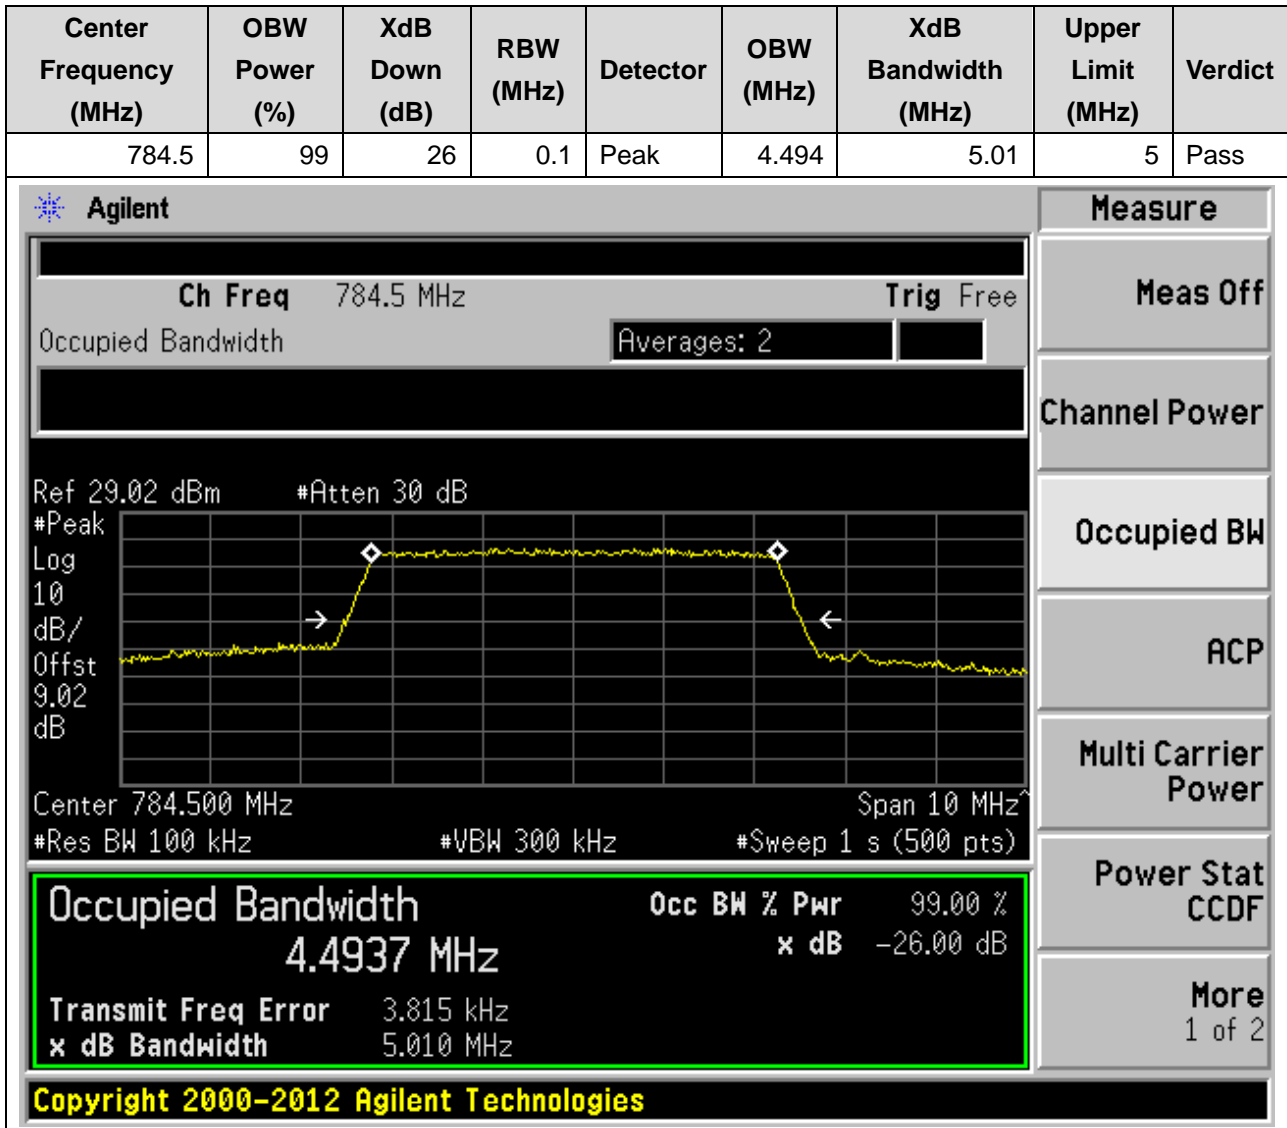 Center Frequency (MHz) OBW Power (%) XdB Down (dB) RBW (MHz) Detector OBW (MHz) XdB Bandwidth (MHz) Upper Limit (MHz) Verdict
784.5 99 26 0.1 Peak 4.494 5.01 5 Pass
Agilent
Ch Freq 784.5 MHz Trig Free
Occupied Bandwidth Averages: 2
Ref 29.02 dBm #Atten 30 dB
#Peak
Log
10
dB/
Offst
9.02
dB
Center 784.500 MHz Span 10 MHz^
#Res BW 100 kHz #VBW 300 kHz #Sweep 1 s (500 pts)
Occupied Bandwidth Occ BW % Pwr 99.00 %
4.4937 MHz x dB -26.00 dB
Transmit Freq Error 3.815 kHz
x dB Bandwidth 5.010 MHz
Copyright 2000-2012 Agilent Technologies
Measure
Meas Off
Channel Power
Occupied BW
ACP
Multi Carrier
Power
Power Stat
CCDF
More
1 of 2